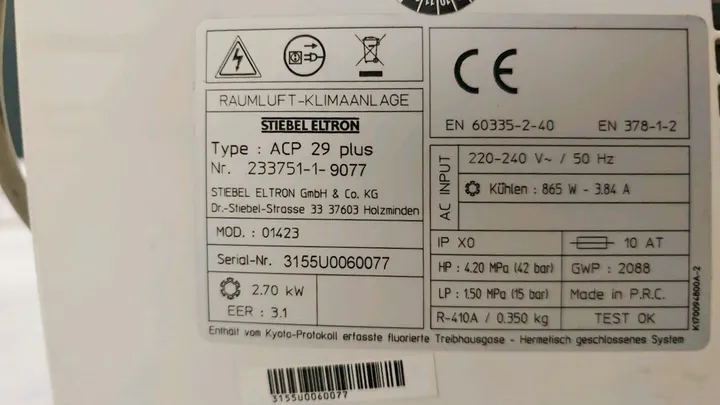 RAUMLUFT-KLIMAANLAGE
STIEBEL ELTRON
Type : ACP 29 plus
Nr. 233751-1-9077
STIEBEL ELTRON GmbH & Co. KG
Dr.-Stiebel-Strasse 33 37603 Holzminden
MOD. : 01423
Serial-Nr. 3155U0060077
2.70 kW
EER : 3.1
CE
EN 60335-2-40 EN 378-1-2
AC INPUT
220-240 V~ / 50 Hz
Kühlen : 865 W - 3.84 A
IP X0 10 AT
HP : 4.20 MPa (42 bar) GWP : 2088
LP : 1.50 MPa (15 bar) Made in P.R.C.
R-410A / 0.350 kg TEST OK
K170094800A-2
Enthält vom Kyoto-Protokoll erfasste fluorierte Treibhausgase - Hermetisch geschlossenes System
3155U0060077